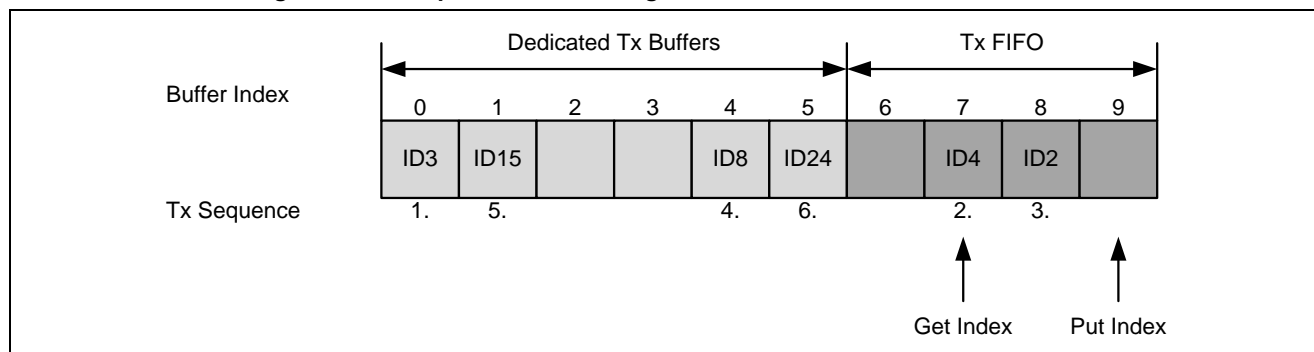 Dedicated Tx Buffers Tx FIFO
Buffer Index
0 1 2 3 4 5 6 7 8 9
ID3 ID15 ID8 ID24 ID4 ID2
Tx Sequence 1. 5. 4. 6. 2. 3.
Get Index Put Index